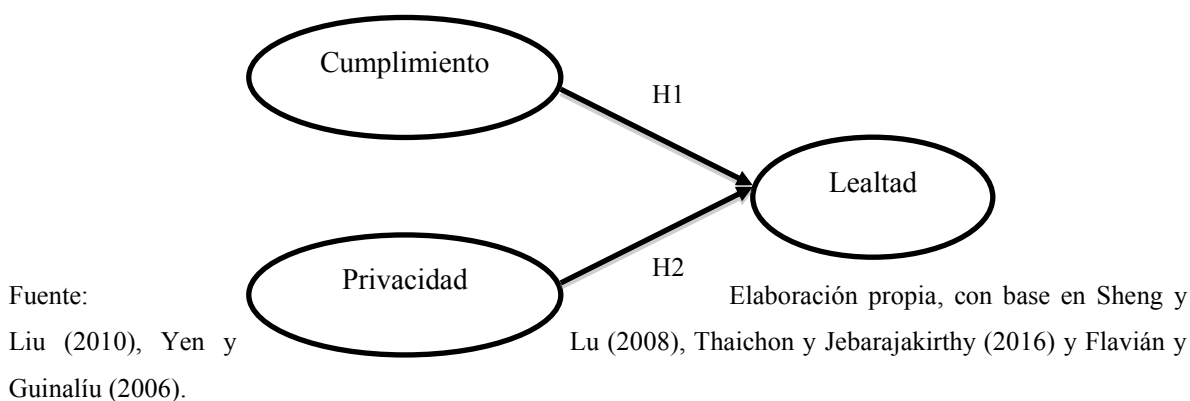 Cumplimiento
H1
Lealtad
Privacidad
H2
Fuente: Elaboración propia, con base en Sheng y
Liu (2010), Yen y Lu (2008), Thaichon y Jebarajakirthy (2016) y Flavián y
Guinalíu (2006).